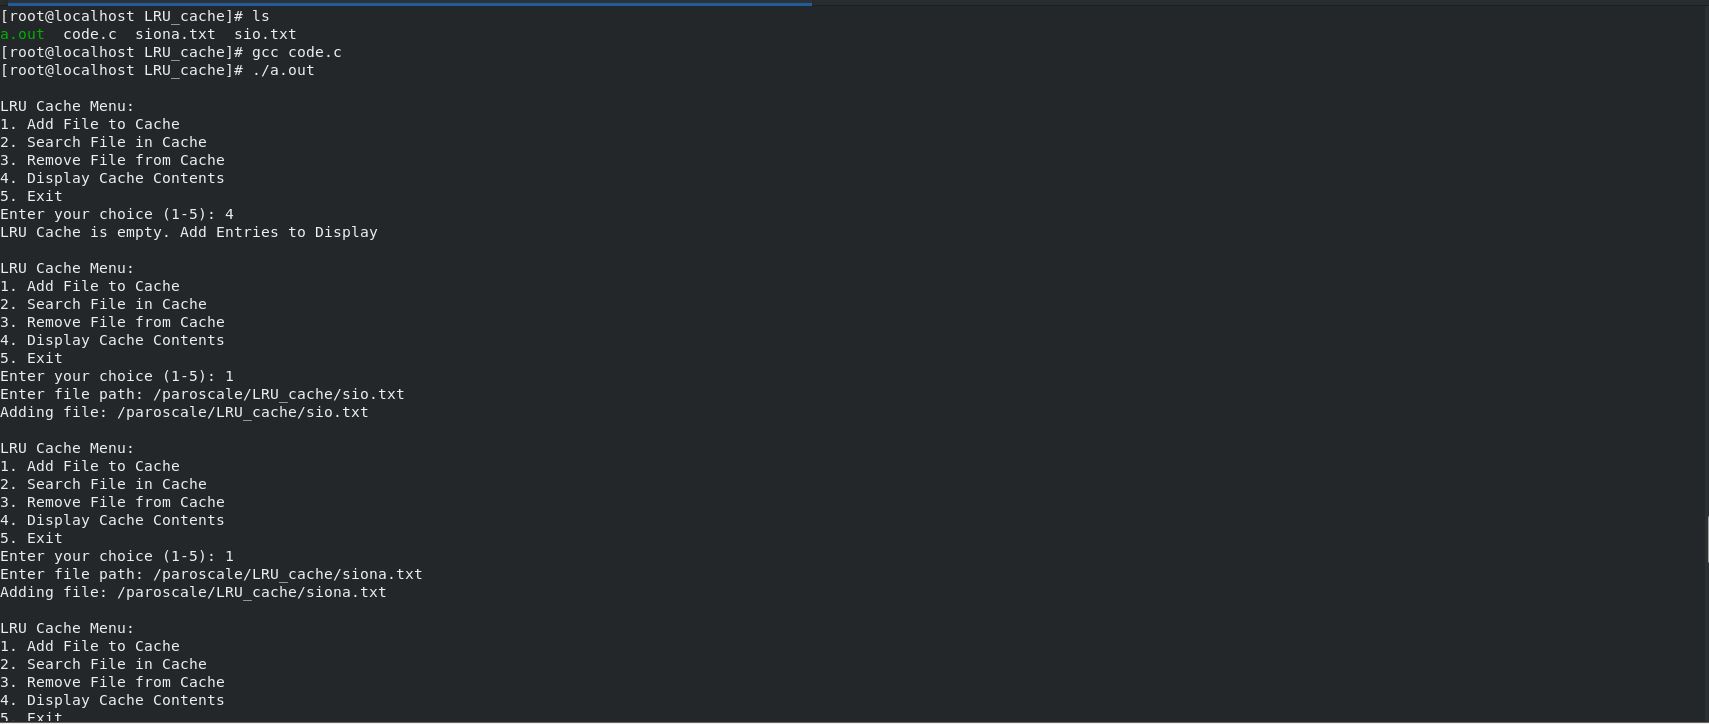 [root@localhost LRU_cache]# ls
a.out  code.c  siona.txt  sio.txt
[root@localhost LRU_cache]# gcc code.c
[root@localhost LRU_cache]# ./a.out
LRU Cache Menu:
1. Add File to Cache
2. Search File in Cache
3. Remove File from Cache
4. Display Cache Contents
5. Exit
Enter your choice (1-5): 4
LRU Cache is empty. Add Entries to Display
LRU Cache Menu:
1. Add File to Cache
2. Search File in Cache
3. Remove File from Cache
4. Display Cache Contents
5. Exit
Enter your choice (1-5): 1
Enter file path: /paroscale/LRU_cache/sio.txt
Adding file: /paroscale/LRU_cache/sio.txt
LRU Cache Menu:
1. Add File to Cache
2. Search File in Cache
3. Remove File from Cache
4. Display Cache Contents
5. Exit
Enter your choice (1-5): 1
Enter file path: /paroscale/LRU_cache/siona.txt
Adding file: /paroscale/LRU_cache/siona.txt
LRU Cache Menu:
1. Add File to Cache
2. Search File in Cache
3. Remove File from Cache
4. Display Cache Contents
5. Exit